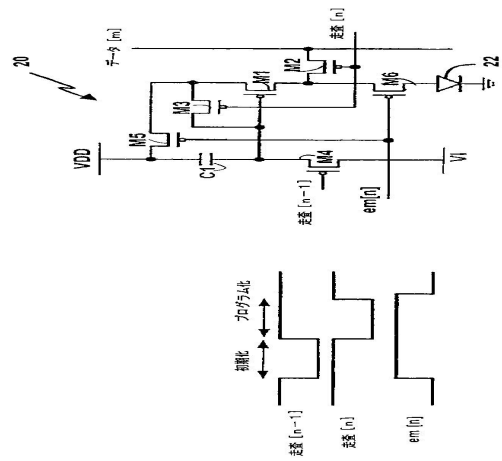 20
データ [m]
走査 [n]
VDD
M5
M3
M1
M2
C1
M4
M6
22
走査 [n-1]
em[n]
Vi
初期化
プログラム化
走査 [n-1]
走査 [n]
em [n]